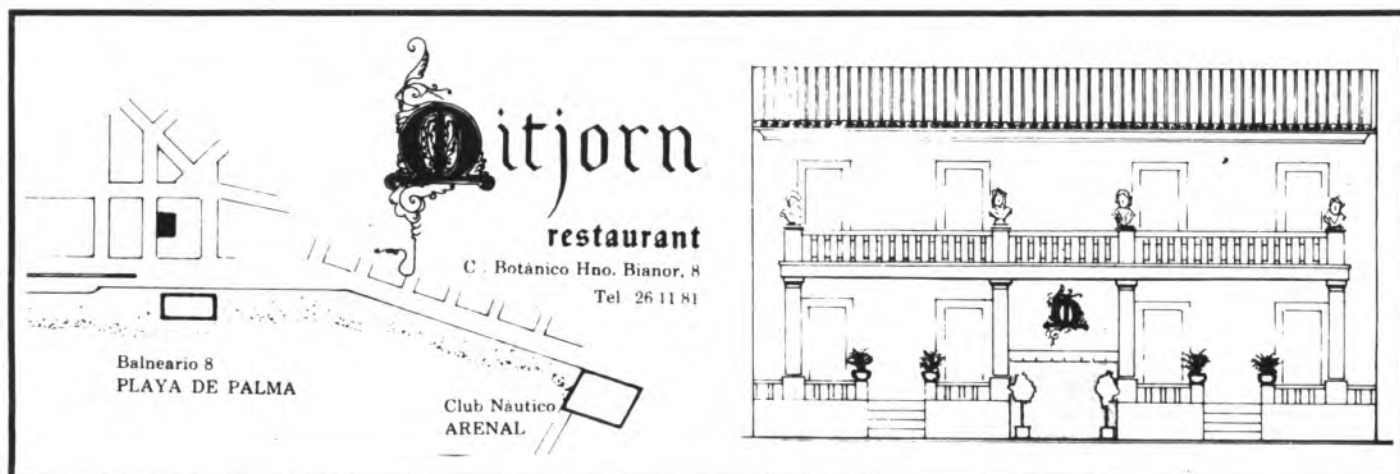 Mitjorn
restaurant
C. Botánico Hno. Bianor, 8
Tel. 26 11 81
Balneario 8
PLAYA DE PALMA
Club Náutico
ARENAL
M